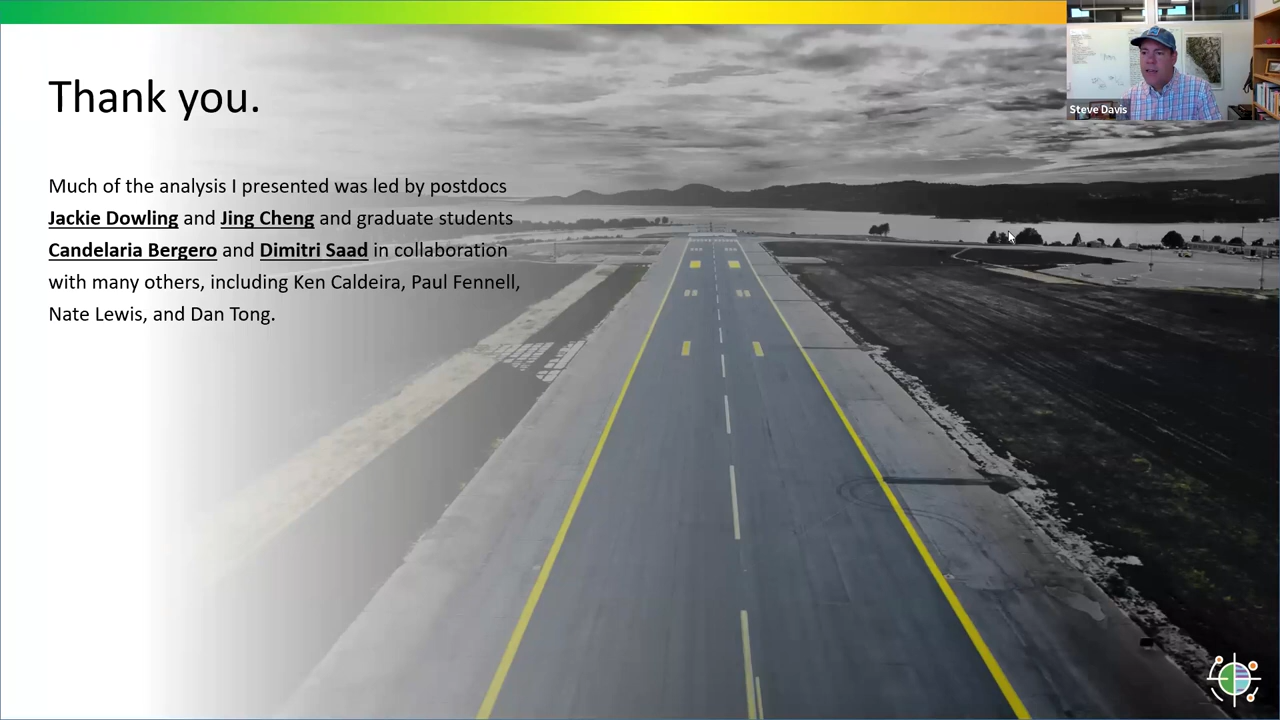 Thank you.
Much of the analysis I presented was led by postdocs
Jackie Dowling and Jing Cheng and graduate students
Candelaria Bergero and Dimitri Saad in collaboration
with many others, including Ken Caldeira, Paul Fennell,
Nate Lewis, and Dan Tong.
Steve Davis